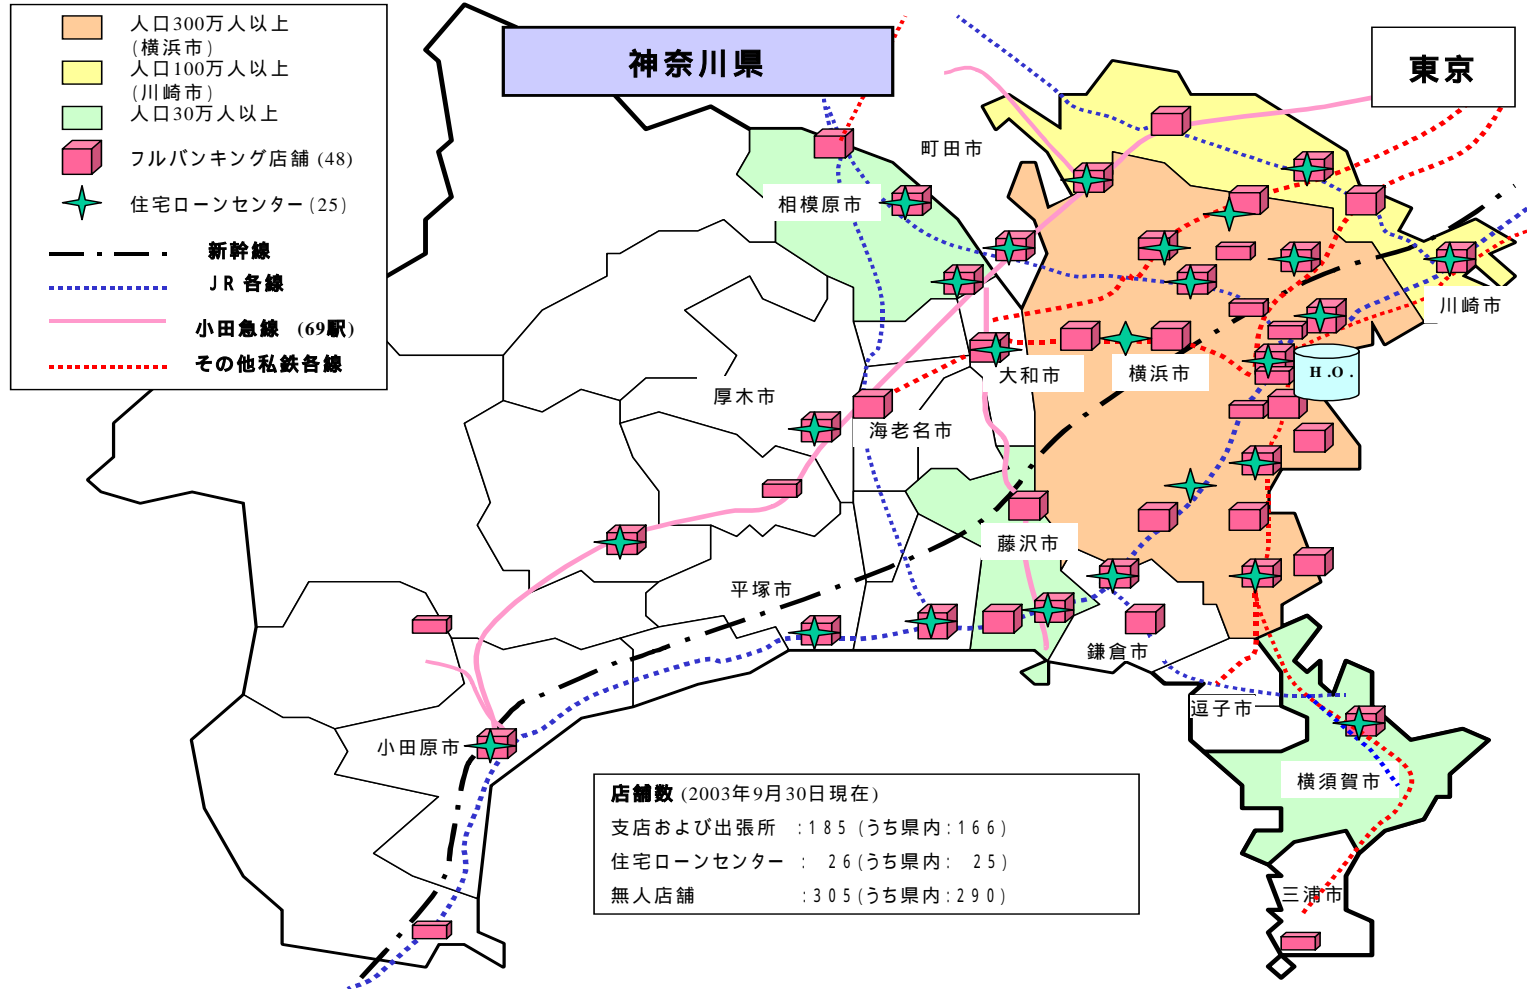 人口300万人以上
(横浜市)
人口100万人以上
(川崎市)
人口30万人以上
フルバンキング店舗 (48)
住宅ローンセンター (25)
新幹線
JR 各線
小田急線 (69駅)
その他私鉄各線
神奈川県
東京
町田市
相模原市
川崎市
大和市
横浜市
H.O.
厚木市
海老名市
藤沢市
平塚市
鎌倉市
逗子市
小田原市
横須賀市
三浦市
店舗数 (2003年9月30日現在)
支店および出張所 :185 (うち県内:166)
住宅ローンセンター : 26(うち県内: 25)
無人店舗 :305(うち県内:290)